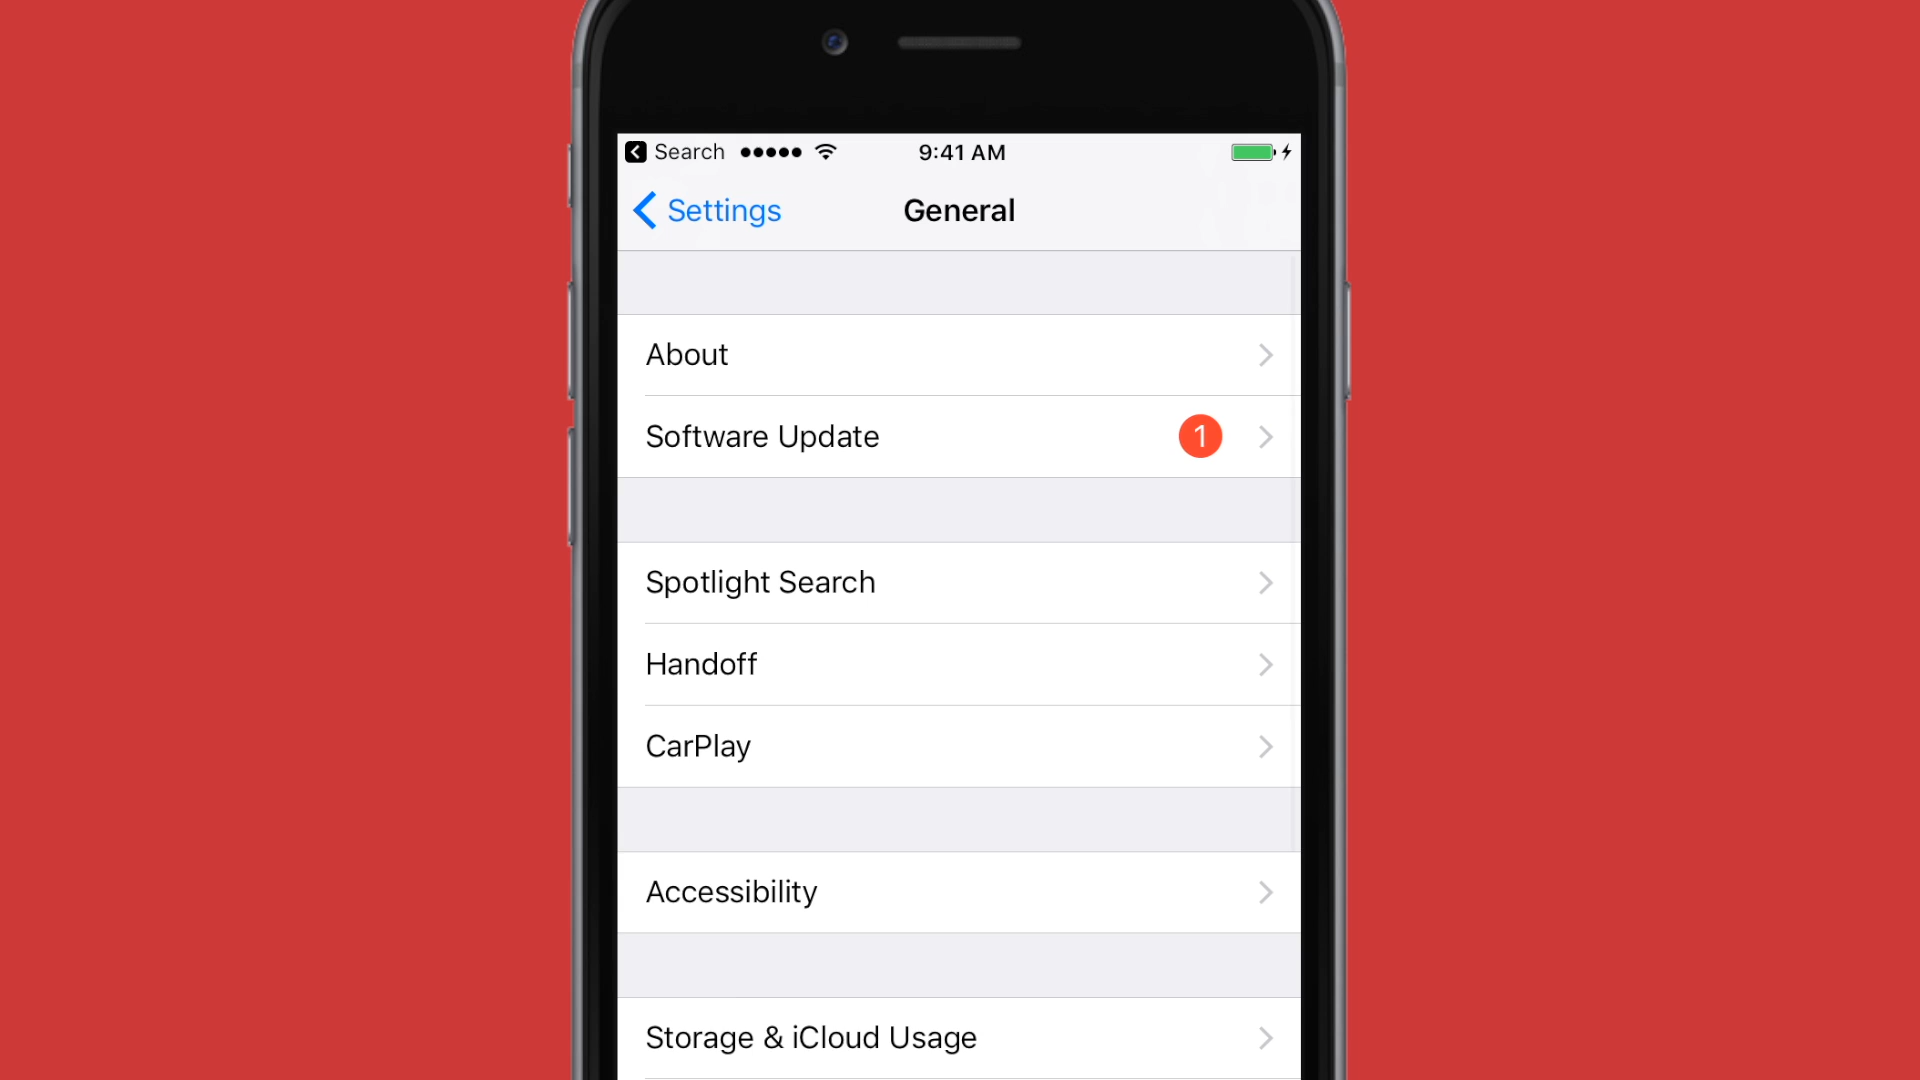 Search 9:41 AM
Settings General
About
Software Update 1
Spotlight Search
Handoff
CarPlay
Accessibility
Storage & iCloud Usage